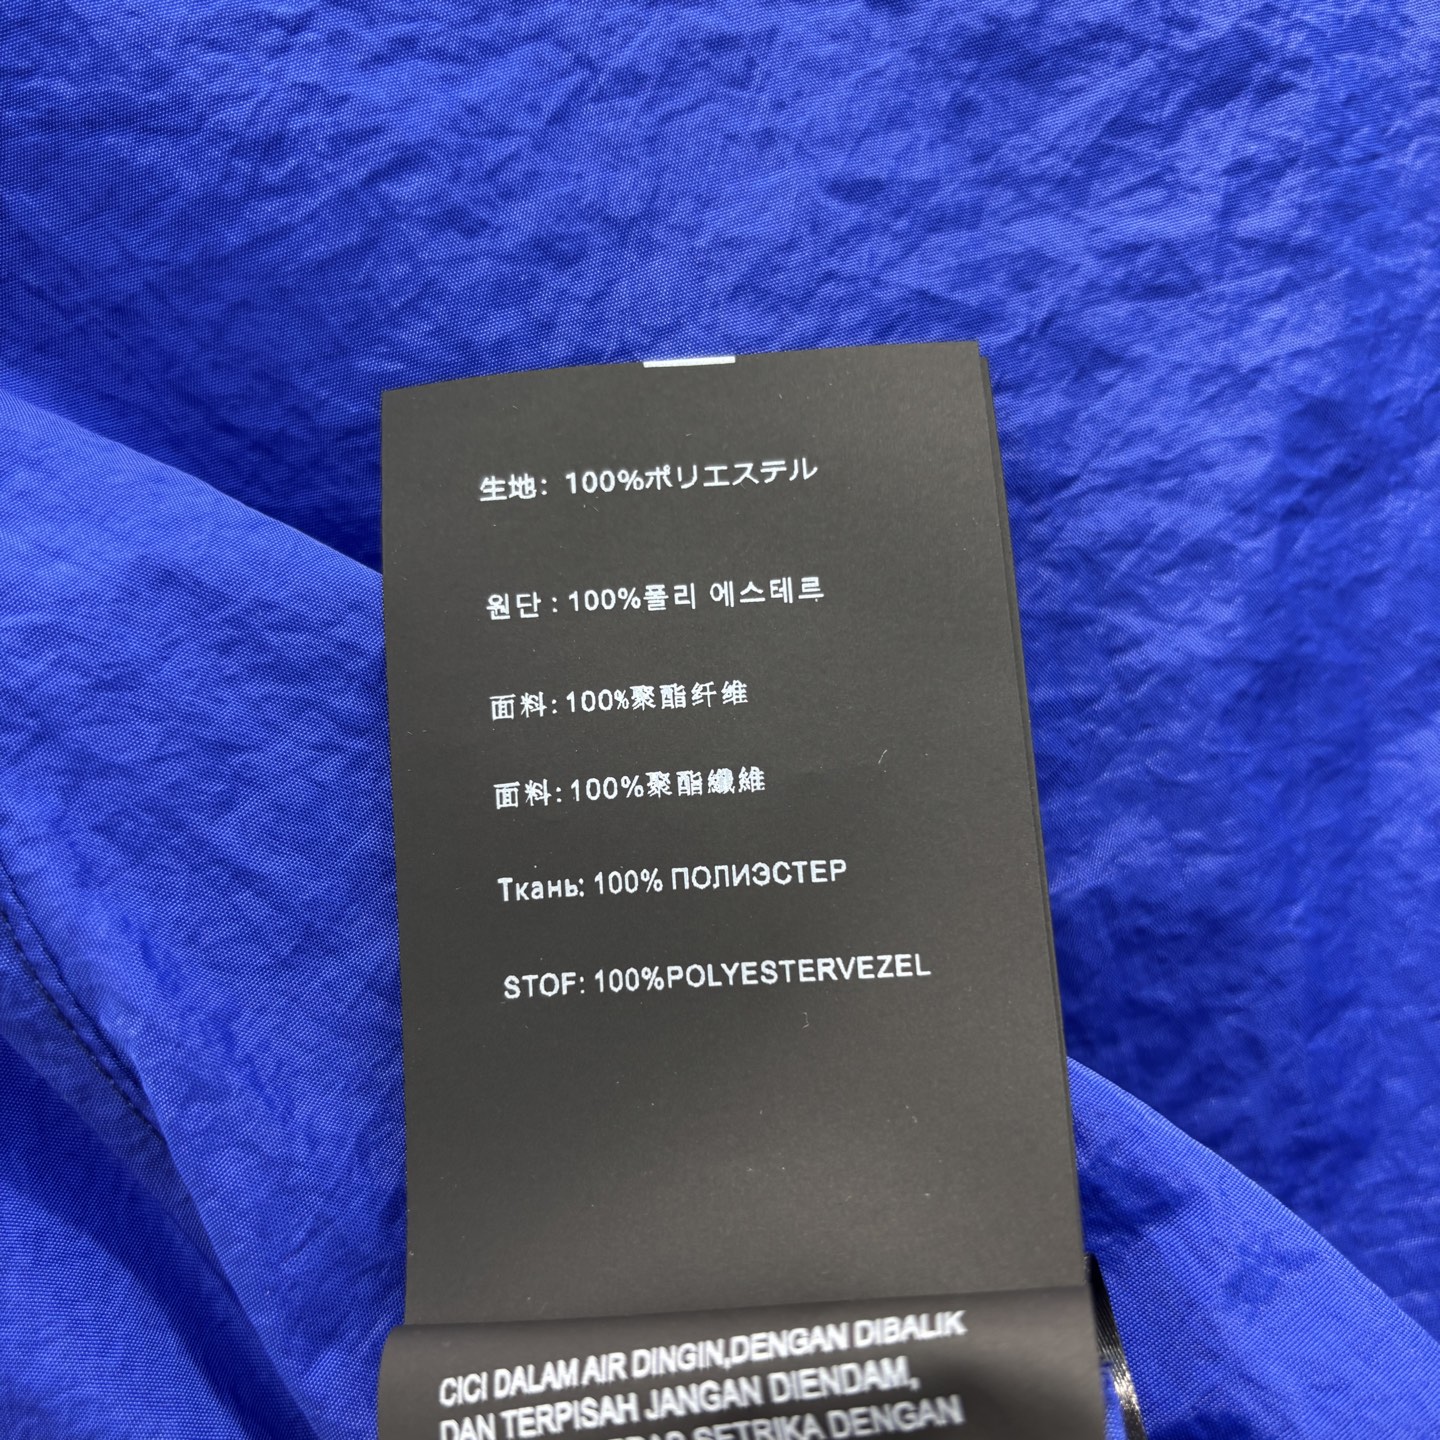 生地: 100%ポリエステル
원단 : 100%폴리 에스테르
面料:100%聚酯纤维
面料:100%聚酯纖維
Ткань: 100% ПОЛИЭСТЕР
STOF: 100%POLYESTERVEZEL
CICI DALAM AIR DINGIN,DENGAN DIBALIK
DAN TERPISAH JANGAN DIENDAM,
SETRIKA DENGAN